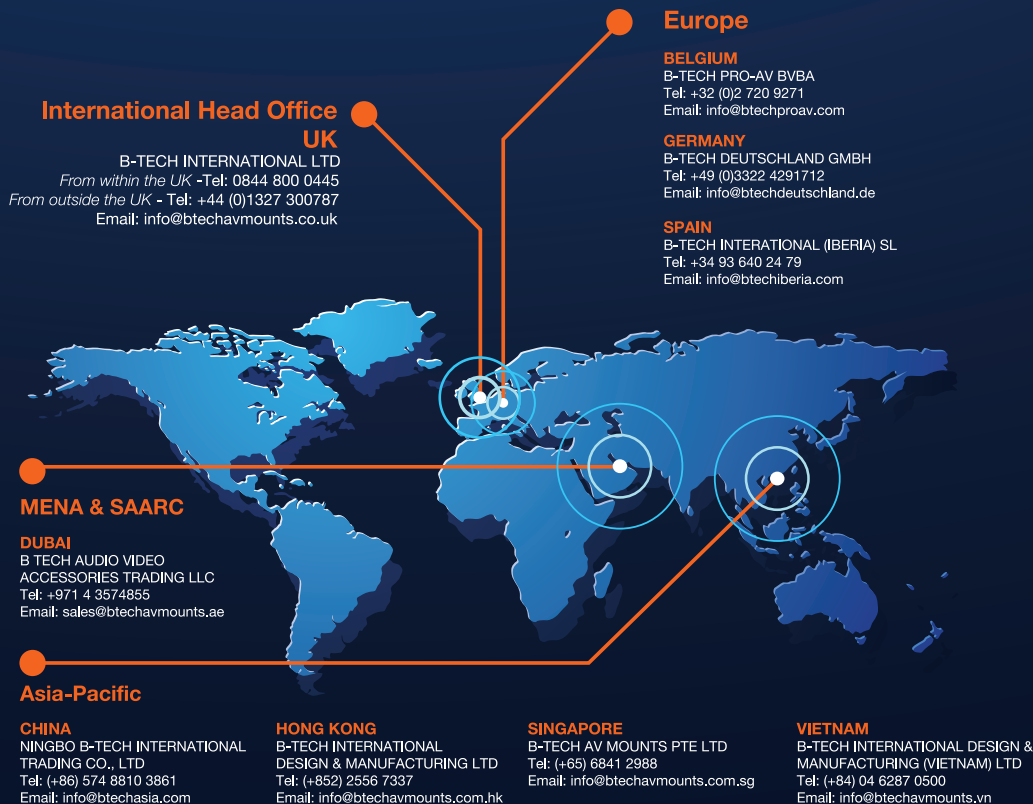 International Head Office
UK
B-TECH INTERNATIONAL LTD
From within the UK -Tel: 0844 800 0445
From outside the UK - Tel: +44 (0)1327 300787
Email: info@btechavmounts.co.uk
Europe
BELGIUM
B-TECH PRO-AV BVBA
Tel: +32 (0)2 720 9271
Email: info@btechproav.com
GERMANY
B-TECH DEUTSCHLAND GMBH
Tel: +49 (0)3322 4291712
Email: info@btechdeutschland.de
SPAIN
B-TECH INTERATIONAL (IBERIA) SL
Tel: +34 93 640 24 79
Email: info@btechiberia.com
MENA & SAARC
DUBAI
B TECH AUDIO VIDEO
ACCESSORIES TRADING LLC
Tel: +971 4 3574855
Email: sales@btechavmounts.ae
Asia-Pacific
CHINA
NINGBO B-TECH INTERNATIONAL
TRADING CO., LTD
Tel: (+86) 574 8810 3861
Email: info@btechasia.com
HONG KONG
B-TECH INTERNATIONAL
DESIGN & MANUFACTURING LTD
Tel: (+852) 2556 7337
Email: info@btechavmounts.com.hk
SINGAPORE
B-TECH AV MOUNTS PTE LTD
Tel: (+65) 6841 2988
Email: info@btechavmounts.com.sg
VIETNAM
B-TECH INTERNATIONAL DESIGN &
MANUFACTURING (VIETNAM) LTD
Tel: (+84) 04 6287 0500
Email: info@btechavmounts.vn